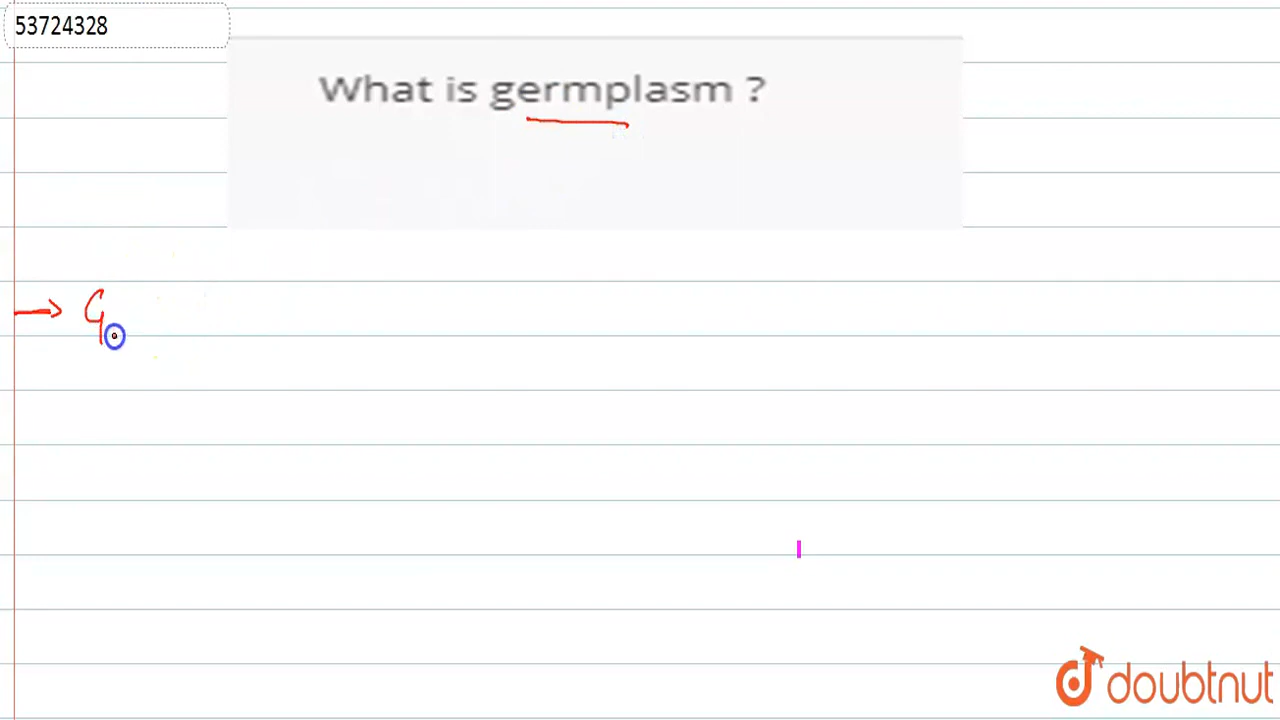 53724328
What is germplasm ?
→ G
doubtnut